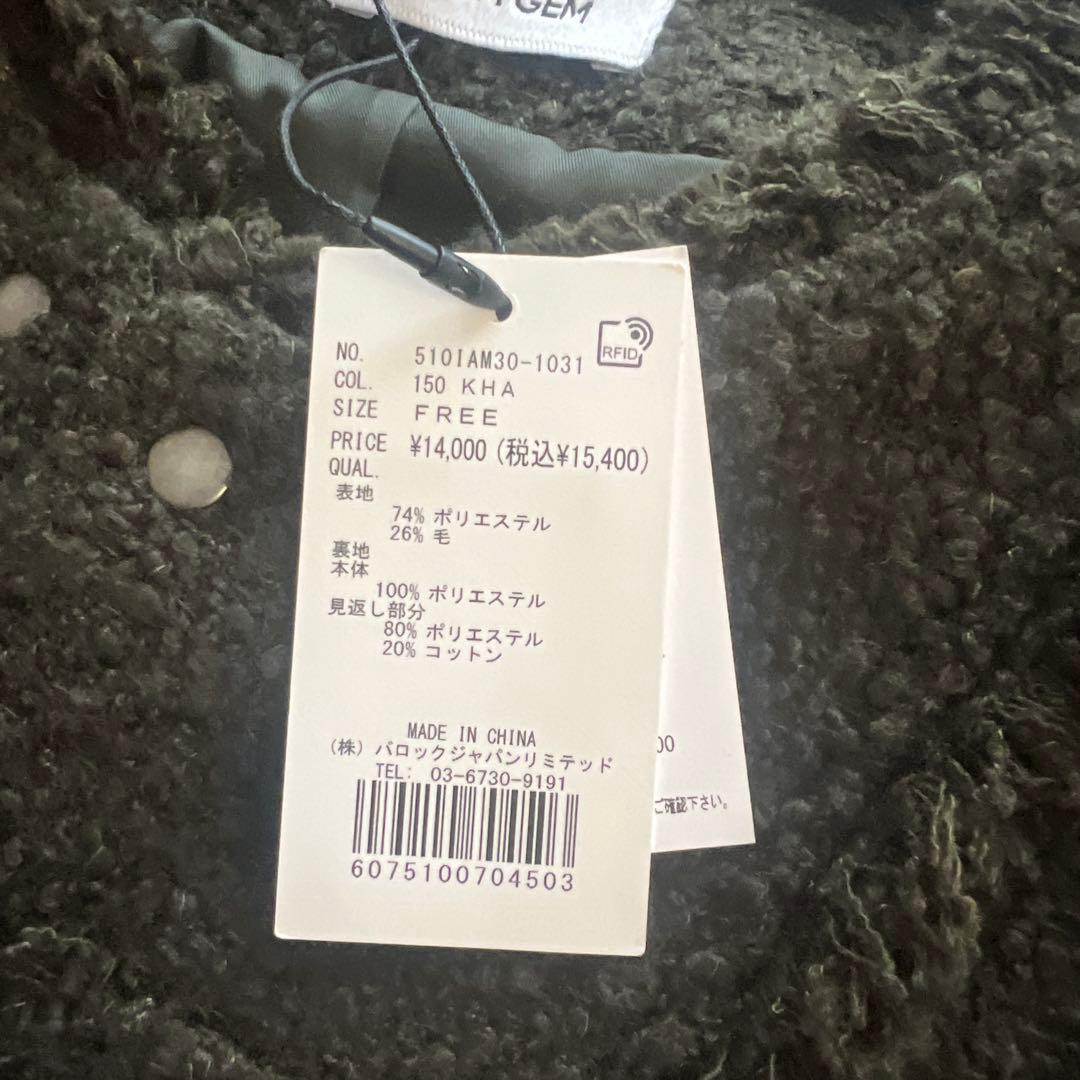 GEM
RFID
NO. 510IAM30-1031
COL. 150 KHA
SIZE FREE
PRICE ¥14,000 (税込¥15,400)
QUAL.
表地
74% ポリエステル
26% 毛
裏地
本体
100% ポリエステル
見返し部分
80% ポリエステル
20% コットン
MADE IN CHINA
(株) バロックジャパンリミテッド
TEL: 03-6730-9191
6075100704503
00
ご確認下さい。